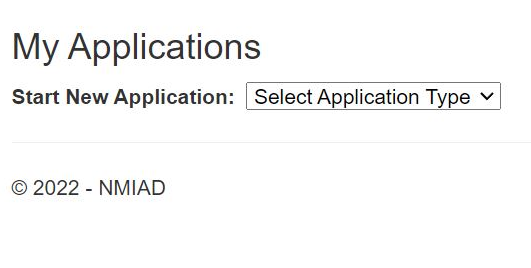 My Applications
Start New Application: Select Application Type
© 2022 - NMIAD